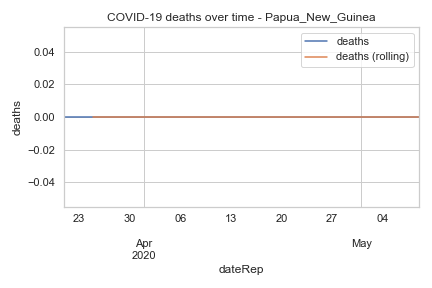 COVID-19 deaths over time - Papua_New_Guinea
deaths
deaths (rolling)
0.04
0.02
0.00
−0.02
−0.04
deaths
23 30 06 13 20 27 04
Apr May
2020
dateRep